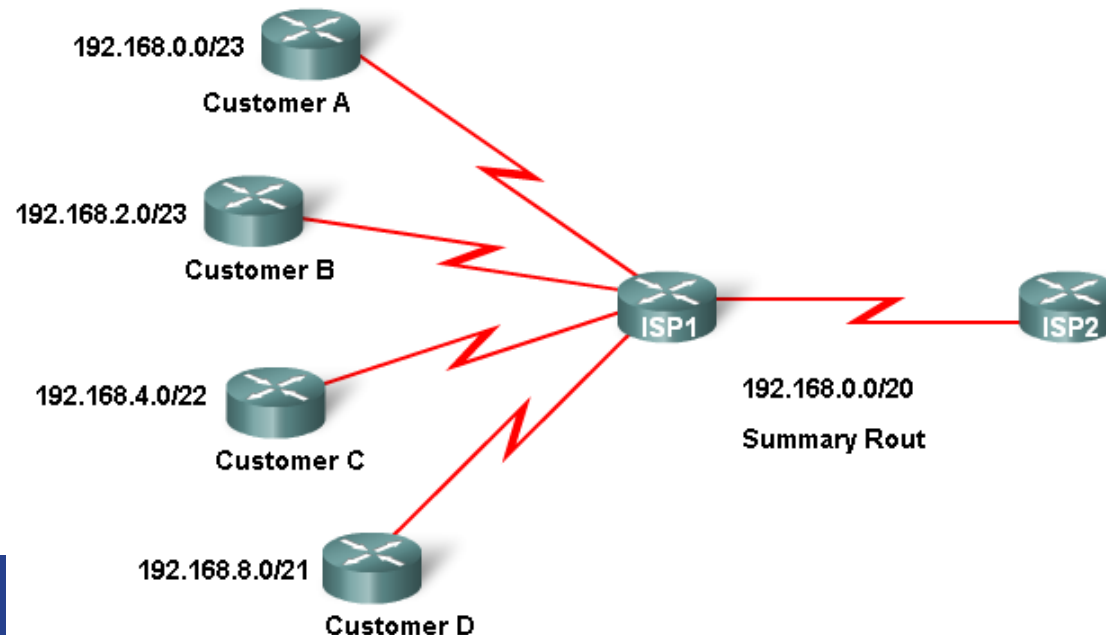 192.168.0.0/23
Customer A
192.168.2.0/23
Customer B
ISP1
ISP2
192.168.4.0/22
192.168.0.0/20
Summary Rout
Customer C
192.168.8.0/21
Customer D